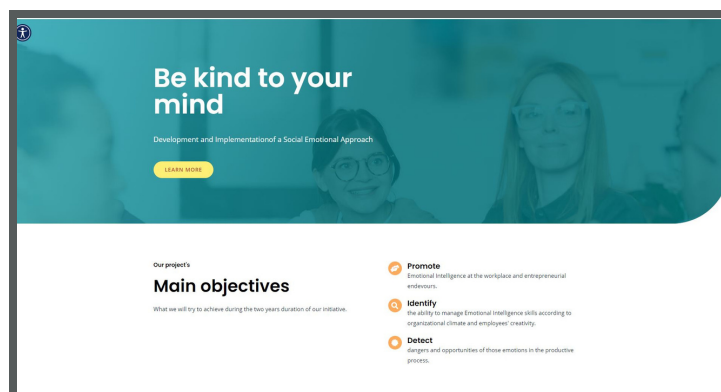 Be kind to your
mind
Development and Implementationof a Social Emotional Approach
LEARN MORE
Our project's
Main objectives
What we will try to achieve during the two years duration of our initiative.
Promote
Emotional Intelligence at the workplace and entrepreneurial
endevours.
Identify
the ability to manage Emotional Intelligence skills according to
organizational climate and employees' creativity.
Detect
dangers and opportunities of those emotions in the productive
process.